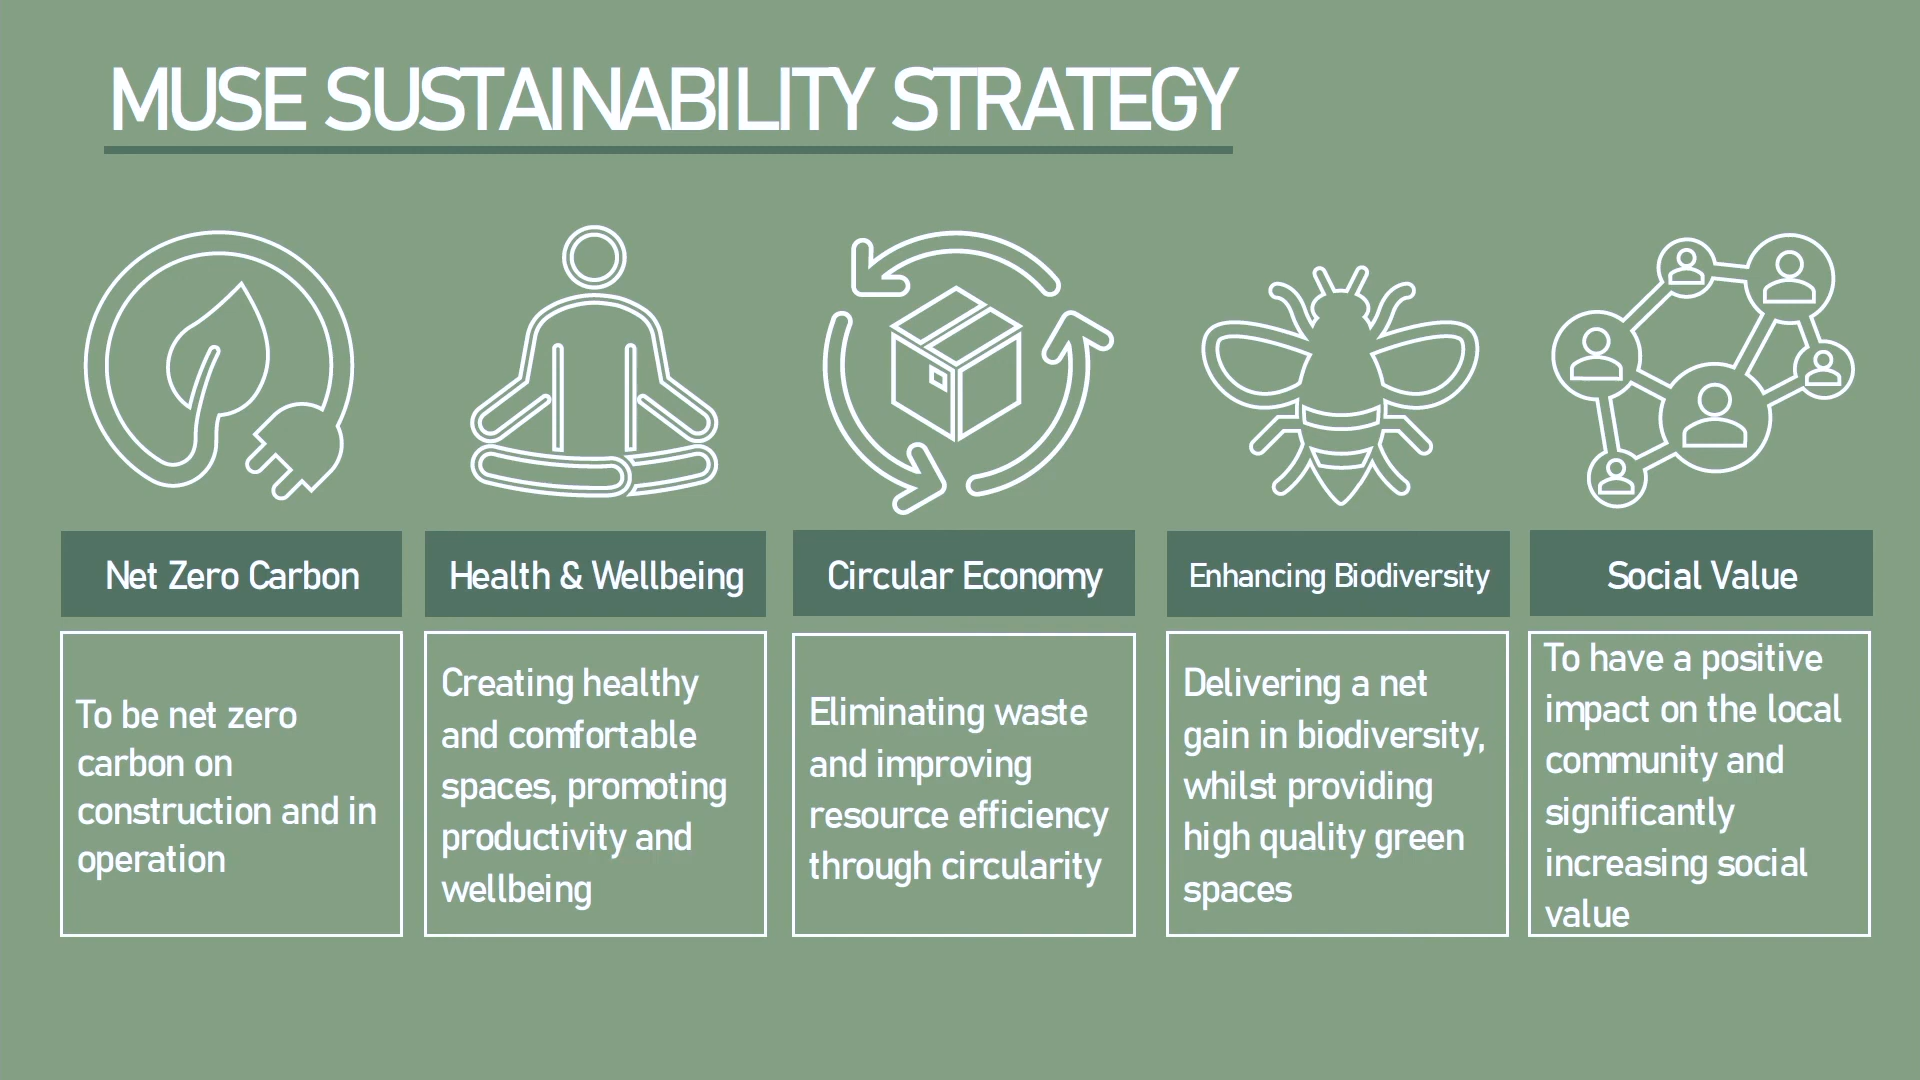 MUSE SUSTAINABILITY STRATEGY
Net Zero Carbon
To be net zero
carbon on
construction and in
operation
Health & Wellbeing
Creating healthy
and comfortable
spaces, promoting
productivity and
wellbeing
Circular Economy
Eliminating waste
and improving
resource efficiency
through circularity
Enhancing Biodiversity
Delivering a net
gain in biodiversity,
whilst providing
high quality green
spaces
Social Value
To have a positive
impact on the local
community and
significantly
increasing social
value